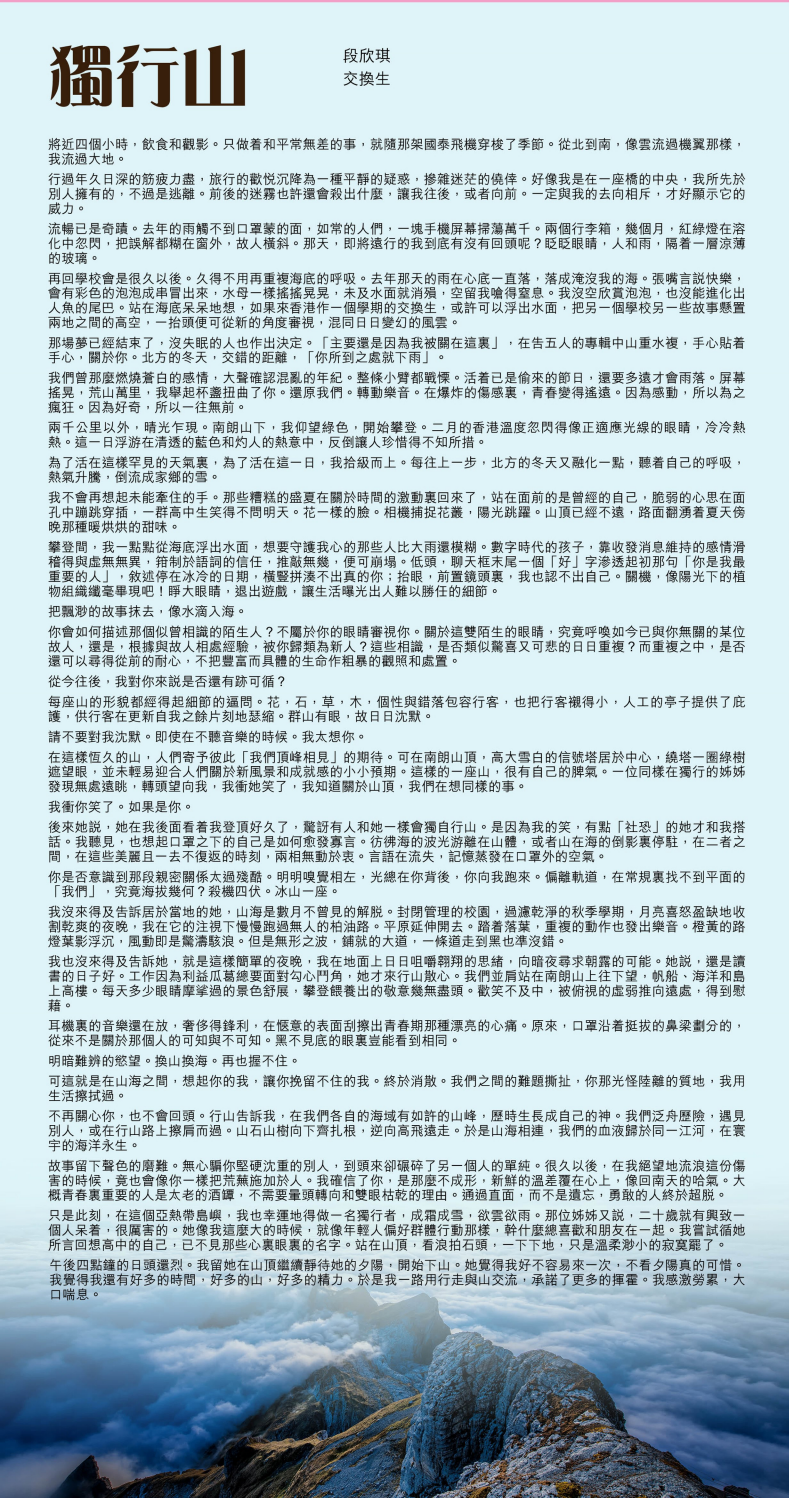 獨行山
段欣琪
交換生
將近四個小時，飲食和觀影。只做着和平常無差的事，就隨那架國泰飛機穿梭了季節。從北到南，像雲流過機翼那樣，
我流過大地。
行過年久日深的筋疲力盡，旅行的歡悅沉降為一種平靜的疑惑，摻雜迷茫的僥倖。好像我是在一座橋的中央，我所先於
別人擁有的，不過是逃離。前後的迷霧也許還會殺出什麼，讓我往後，或者向前。一定與我的去向相斥，才好顯示它的
威力。
流暢已是奇蹟。去年的雨觸不到口罩蒙的面，如常的人們，一塊手機屏幕掃蕩萬千。兩個行李箱，幾個月，紅綠燈在溶
化中忽閃，把誤解都糊在窗外，故人橫斜。那天，即將遠行的我到底有沒有回頭呢？眨眨眼睛，人和雨，隔着一層涼薄
的玻璃。
再回學校會是很久以後。久得不用再重複海底的呼吸。去年那天的雨在心底一直落，落成淹沒我的海。張嘴言說快樂，
會有彩色的泡泡成串冒出來，水母一樣搖搖晃晃，未及水面就消殞，空留我嗆得窒息。我沒空欣賞泡泡，也沒能進化出
人魚的尾巴。站在海底呆呆地想，如果來香港作一個學期的交換生，或許可以浮出水面，把另一個學校另一些故事懸置
兩地之間的高空，一抬頭便可從新的角度審視，混同日日變幻的風雲。
那場夢已經結束了，沒失眠的人也作出決定。「主要還是因為我被關在這裏」，在告五人的專輯中山重水複，手心貼着
手心，關於你。北方的冬天，交錯的距離，「你所到之處就下雨」。
我們曾那麼燃燒蒼白的感情，大聲確認混亂的年紀。整條小臂都戰慄。活着已是偷來的節日，還要多遠才會雨落。屏幕
搖晃，荒山萬里，我舉起杯盞扭曲了你。還原我們。轉動樂音。在爆炸的傷感裏，青春變得遙遠。因為感動，所以為之
瘋狂。因為好奇，所以一往無前。
兩千公里以外，晴光乍現。南朗山下，我仰望綠色，開始攀登。二月的香港溫度忽閃得像正適應光線的眼睛，冷冷熱
熱。這一日浮游在清透的藍色和灼人的熱意中，反倒讓人珍惜得不知所措。
為了活在這樣罕見的天氣裏，為了活在這一日，我拾級而上。每往上一步，北方的冬天又融化一點，聽着自己的呼吸，
熱氣升騰，倒流成家鄉的雪。
我不會再想起未能牽住的手。那些糟糕的盛夏在關於時間的激動裏回來了，站在面前的是曾經的自己，脆弱的心思在面
孔中蹦跳穿插，一群高中生笑得不問明天。花一樣的臉。相機捕捉花叢，陽光跳躍。山頂已經不遠，路面翻湧着夏天傍
晚那種暖烘烘的甜味。
攀登間，我一點點從海底浮出水面，想要守護我心的那些人比大雨還模糊。數字時代的孩子，靠收發消息維持的感情滑
稽得與虛無無異，箝制於語詞的信任，推敲無幾，便可崩塌。低頭，聊天框末尾一個「好」字滲透起初那句「你是我最
重要的人」，敘述停在冰冷的日期，橫豎拼湊不出真的你；抬眼，前置鏡頭裏，我也認不出自己。關機，像陽光下的植
物組織纖毫畢現吧！睜大眼睛，退出遊戲，讓生活曝光出人難以勝任的細節。
把飄渺的故事抹去，像水滴入海。
你會如何描述那個似曾相識的陌生人？不屬於你的眼睛審視你。關於這雙陌生的眼睛，究竟呼喚如今已與你無關的某位
故人，還是，根據與故人相處經驗，被你歸類為新人？這些相識，是否類似驚喜又可悲的日日重複？而重複之中，是否
還可以尋得從前的耐心，不把豐富而具體的生命作粗暴的觀照和處置。
從今往後，我對你來說是否還有跡可循？
每座山的形貌都經得起細節的逼問。花，石，草，木，個性與錯落包容行客，也把行客襯得小，人工的亭子提供了庇
護，供行客在更新自我之餘片刻地瑟縮。群山有眼，故日日沈默。
請不要對我沈默。即使在不聽音樂的時候。我太想你。
在這樣恆久的山，人們寄予彼此「我們頂峰相見」的期待。可在南朗山頂，高大雪白的信號塔居於中心，繞塔一圈綠樹
遮望眼，並未輕易迎合人們關於新風景和成就感的小小預期。這樣的一座山，很有自己的脾氣。一位同樣在獨行的姊姊
發現無處遠眺，轉頭望向我，我衝她笑了，我知道關於山頂，我們在想同樣的事。
我衝你笑了。如果是你。
後來她說，她在我後面看着我登頂好久了，驚訝有人和她一樣會獨自行山。是因為我的笑，有點「社恐」的她才和我搭
話。我聽見，也想起口罩之下的自己是如何愈發寡言。彷彿海的波光游離在山體，或者山在海的倒影裏停駐，在二者之
間，在這些美麗且一去不復返的時刻，兩相無動於衷。言語在流失，記憶蒸發在口罩外的空氣。
你是否意識到那段親密關係太過殘酷。明明嗅覺相左，光總在你背後，你向我跑來。偏離軌道，在常規裏找不到平面的
「我們」，究竟海拔幾何？殺機四伏。冰山一座。
我沒來得及告訴居於當地的她，山海是數月不曾見的解脫。封閉管理的校園，過濾乾淨的秋季學期，月亮喜怒盈缺地收
割乾爽的夜晚，我在它的注視下慢慢跑過無人的柏油路。平原延伸開去。踏着落葉，重複的動作也發出樂音。橙黃的路
燈葉影浮沉，風動即是驚濤駭浪。但是無形之波，鋪就的大道，一條道走到黑也準沒錯。
我也沒來得及告訴她，就是這樣簡單的夜晚，我在地面上日日咀嚼翱翔的思緒，向暗夜尋求朝露的可能。她說，還是讀
書的日子好。工作因為利益瓜葛總要面對勾心鬥角，她才來行山散心。我們並肩站在南朗山上往下望，帆船、海洋和島
上高樓。每天多少眼睛摩挲過的景色舒展，攀登餵養出的敬意幾無盡頭。歡笑不及中，被俯視的虛弱推向遠處，得到慰
藉。
耳機裏的音樂還在放，奢侈得鋒利，在愜意的表面刮擦出青春期那種漂亮的心痛。原來，口罩沿着挺拔的鼻梁劃分的，
從來不是關於那個人的可知與不可知。黑不見底的眼裏豈能看到相同。
明暗難辨的慾望。換山換海。再也握不住。
可這就是在山海之間，想起你的我，讓你挽留不住的我。終於消散。我們之間的難題撕扯，你那光怪陸離的質地，我用
生活擦拭過。
不再關心你，也不會回頭。行山告訴我，在我們各自的海域有如許的山峰，歷時生長成自己的神。我們泛舟歷險，遇見
別人，或在行山路上擦肩而過。山石山樹向下齊扎根，逆向高飛遠走。於是山海相連，我們的血液歸於同一江河，在寰
宇的海洋永生。
故事留下聲色的磨難。無心騙你堅硬沈重的別人，到頭來卻碾碎了另一個人的單純。很久以後，在我絕望地流浪這份傷
害的時候，竟也會像你一樣把荒蕪施加於人。我確信了你，是那麼不成形，新鮮的溫差覆在心上，像回南天的哈氣。大
概青春裏重要的人是太老的酒罈，不需要暈頭轉向和雙眼枯乾的理由。通過直面，而不是遺忘，勇敢的人終於超脫。
只是此刻，在這個亞熱帶島嶼，我也幸運地得做一名獨行者，成霜成雪，欲雲欲雨。那位姊姊又說，二十歲就有興致一
個人呆着，很厲害的。她像我這麼大的時候，就像年輕人偏好群體行動那樣，幹什麼總喜歡和朋友在一起。我嘗試循她
所言回想高中的自己，已不見那些心裏眼裏的名字。站在山頂，看浪拍石頭，一下下地，只是溫柔渺小的寂寞罷了。
午後四點鐘的日頭還烈。我留她在山頂繼續靜待她的夕陽，開始下山。她覺得我好不容易來一次，不看夕陽真的可惜。
我覺得我還有好多的時間，好多的山，好多的精力。於是我一路用行走與山交流，承諾了更多的揮霍。我感激勞累，大
口喘息。